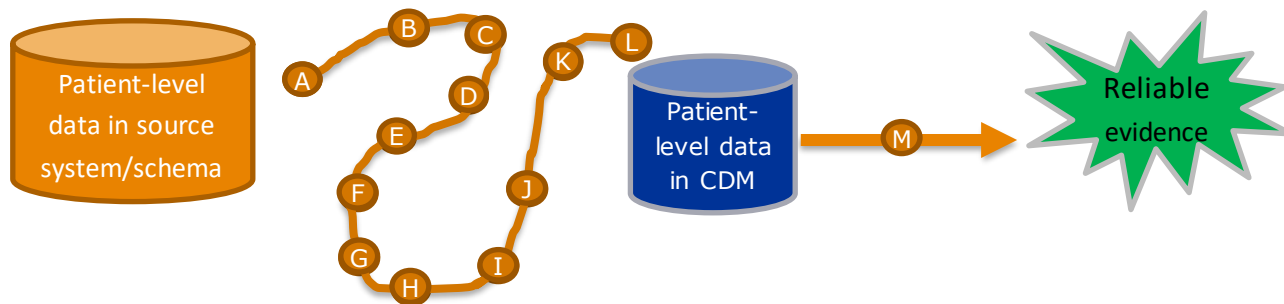 Patient-level
data in source
system/schema
A
B
C
D
E
F
G
H
I
J
K
L
Patient-
level data
in CDM
M
Reliable
evidence